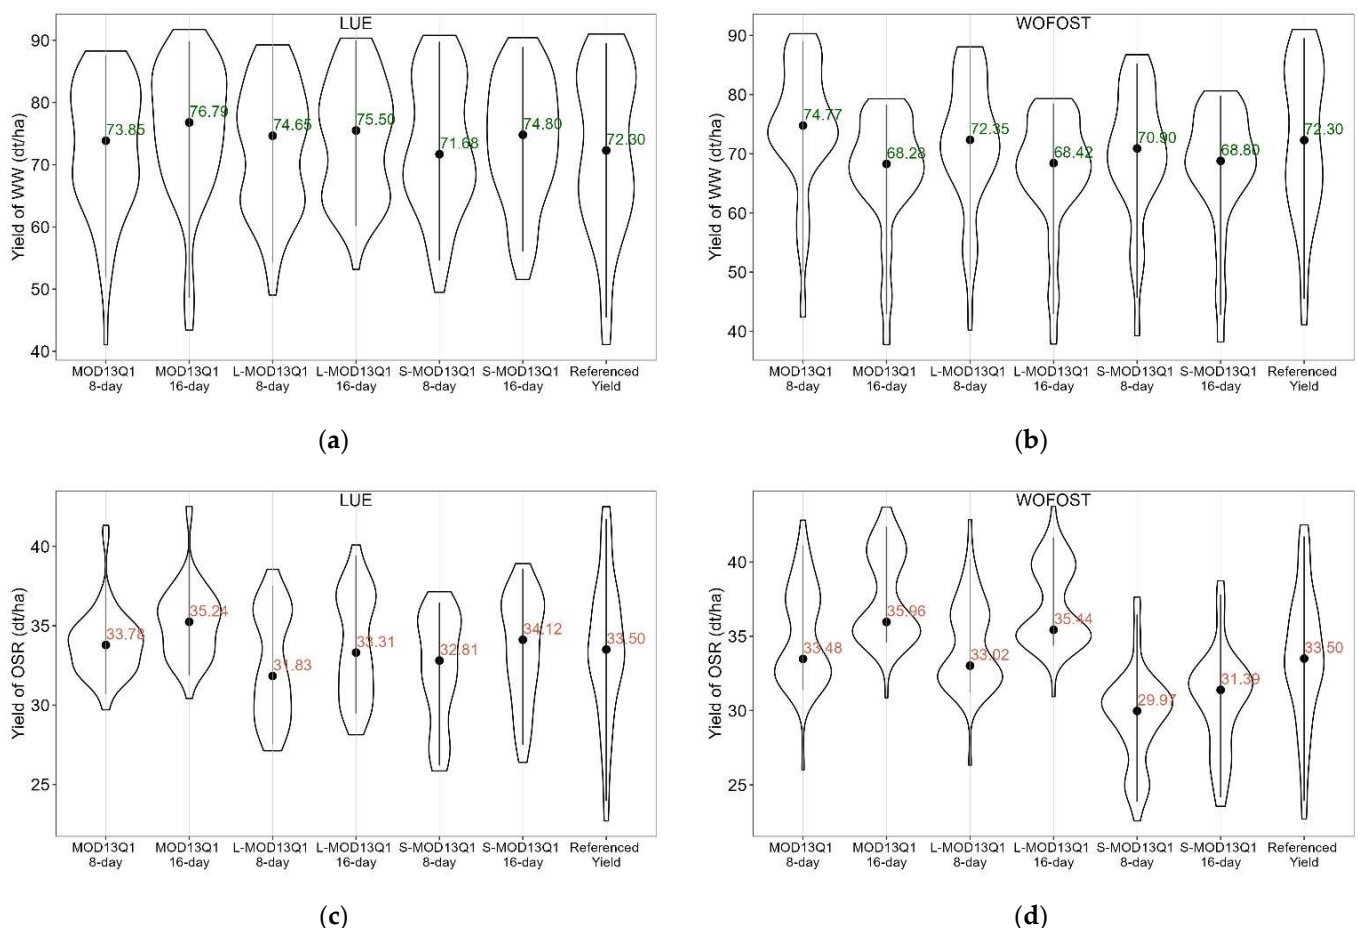 LUE
Yield of WW (dt/ha)
90
80
70
60
50
40
73.85
76.79
74.65
75.50
71.68
74.80
72.30
MOD13Q1 MOD13Q1 L-MOD13Q1 L-MOD13Q1 S-MOD13Q1 S-MOD13Q1 Referenced
8-day 16-day 8-day 16-day 8-day 16-day Yield
(a)
WOFOST
Yield of WW (dt/ha)
90
80
70
60
50
40
74.77
68.28
72.35
68.42
70.90
68.80
72.30
MOD13Q1 MOD13Q1 L-MOD13Q1 L-MOD13Q1 S-MOD13Q1 S-MOD13Q1 Referenced
8-day 16-day 8-day 16-day 8-day 16-day Yield
(b)
LUE
Yield of OSR (dt/ha)
40
35
30
25
33.78
35.24
31.83
33.31
32.81
34.12
33.50
MOD13Q1 MOD13Q1 L-MOD13Q1 L-MOD13Q1 S-MOD13Q1 S-MOD13Q1 Referenced
8-day 16-day 8-day 16-day 8-day 16-day Yield
(c)
WOFOST
Yield of OSR (dt/ha)
40
35
30
25
33.48
35.96
33.02
35.44
29.97
31.39
33.50
MOD13Q1 MOD13Q1 L-MOD13Q1 L-MOD13Q1 S-MOD13Q1 S-MOD13Q1 Referenced
8-day 16-day 8-day 16-day 8-day 16-day Yield
(d)